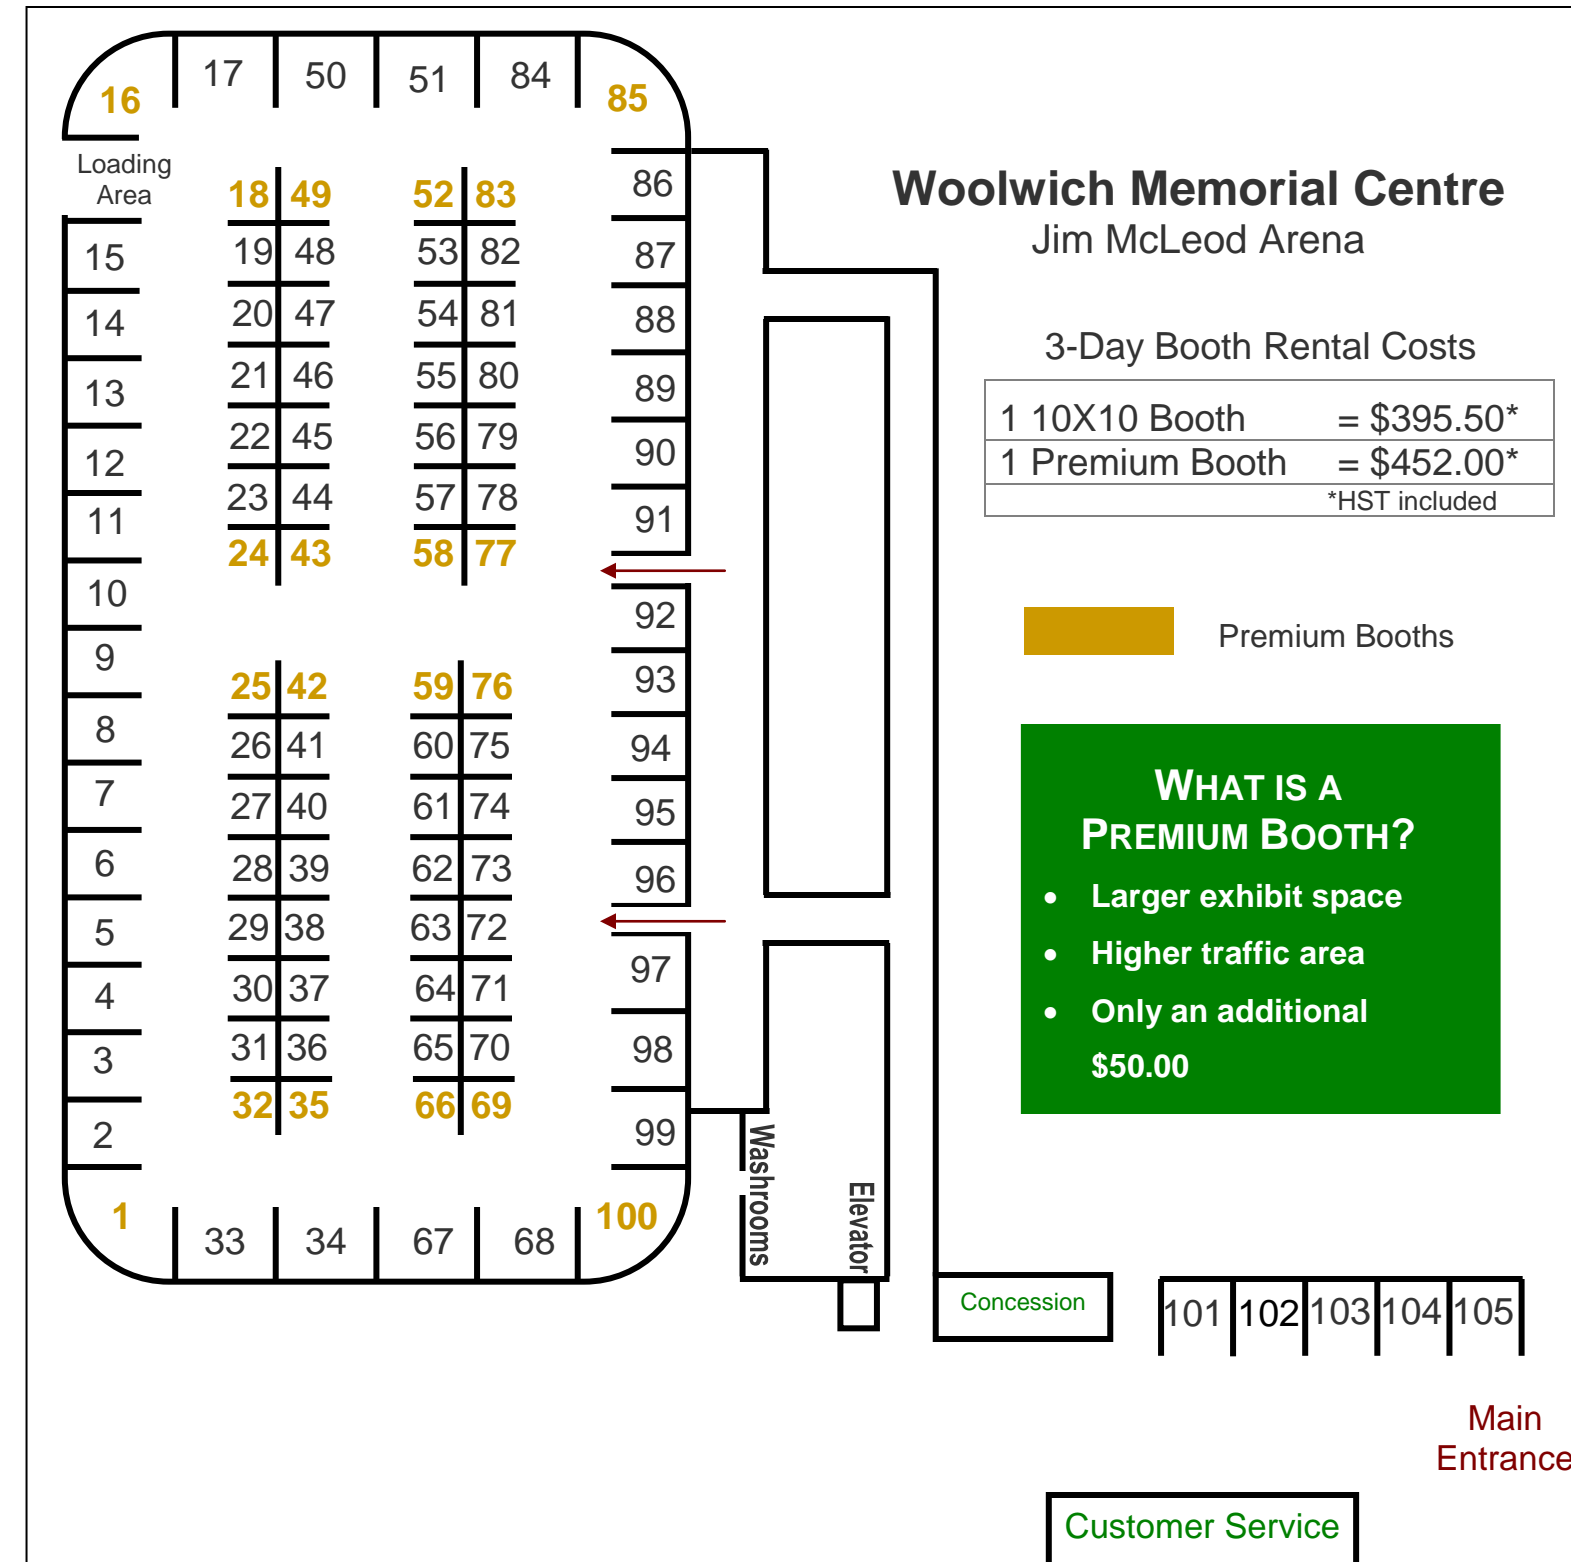 17 50 51 84
16 85
Loading
Area
18 49 52 83 86
15 19 48 53 82 87
14 20 47 54 81 88
13 21 46 55 80 89
12 22 45 56 79 90
11 23 44 57 78 91
24 43 58 77
10 92
9 25 42 59 76 93
8 26 41 60 75 94
7 27 40 61 74 95
6 28 39 62 73 96
5 29 38 63 72
4 30 37 64 71 97
3 31 36 65 70 98
32 35 66 69
2 99
1 100
33 34 67 68
Washrooms
Elevator
Woolwich Memorial Centre
Jim McLeod Arena
3-Day Booth Rental Costs
1 10X10 Booth = $395.50*
1 Premium Booth = $452.00*
*HST included
Premium Booths
WHAT IS A
PREMIUM BOOTH?
• Larger exhibit space
• Higher traffic area
• Only an additional
$50.00
Concession
101 102 103 104 105
Main
Entrance
Customer Service